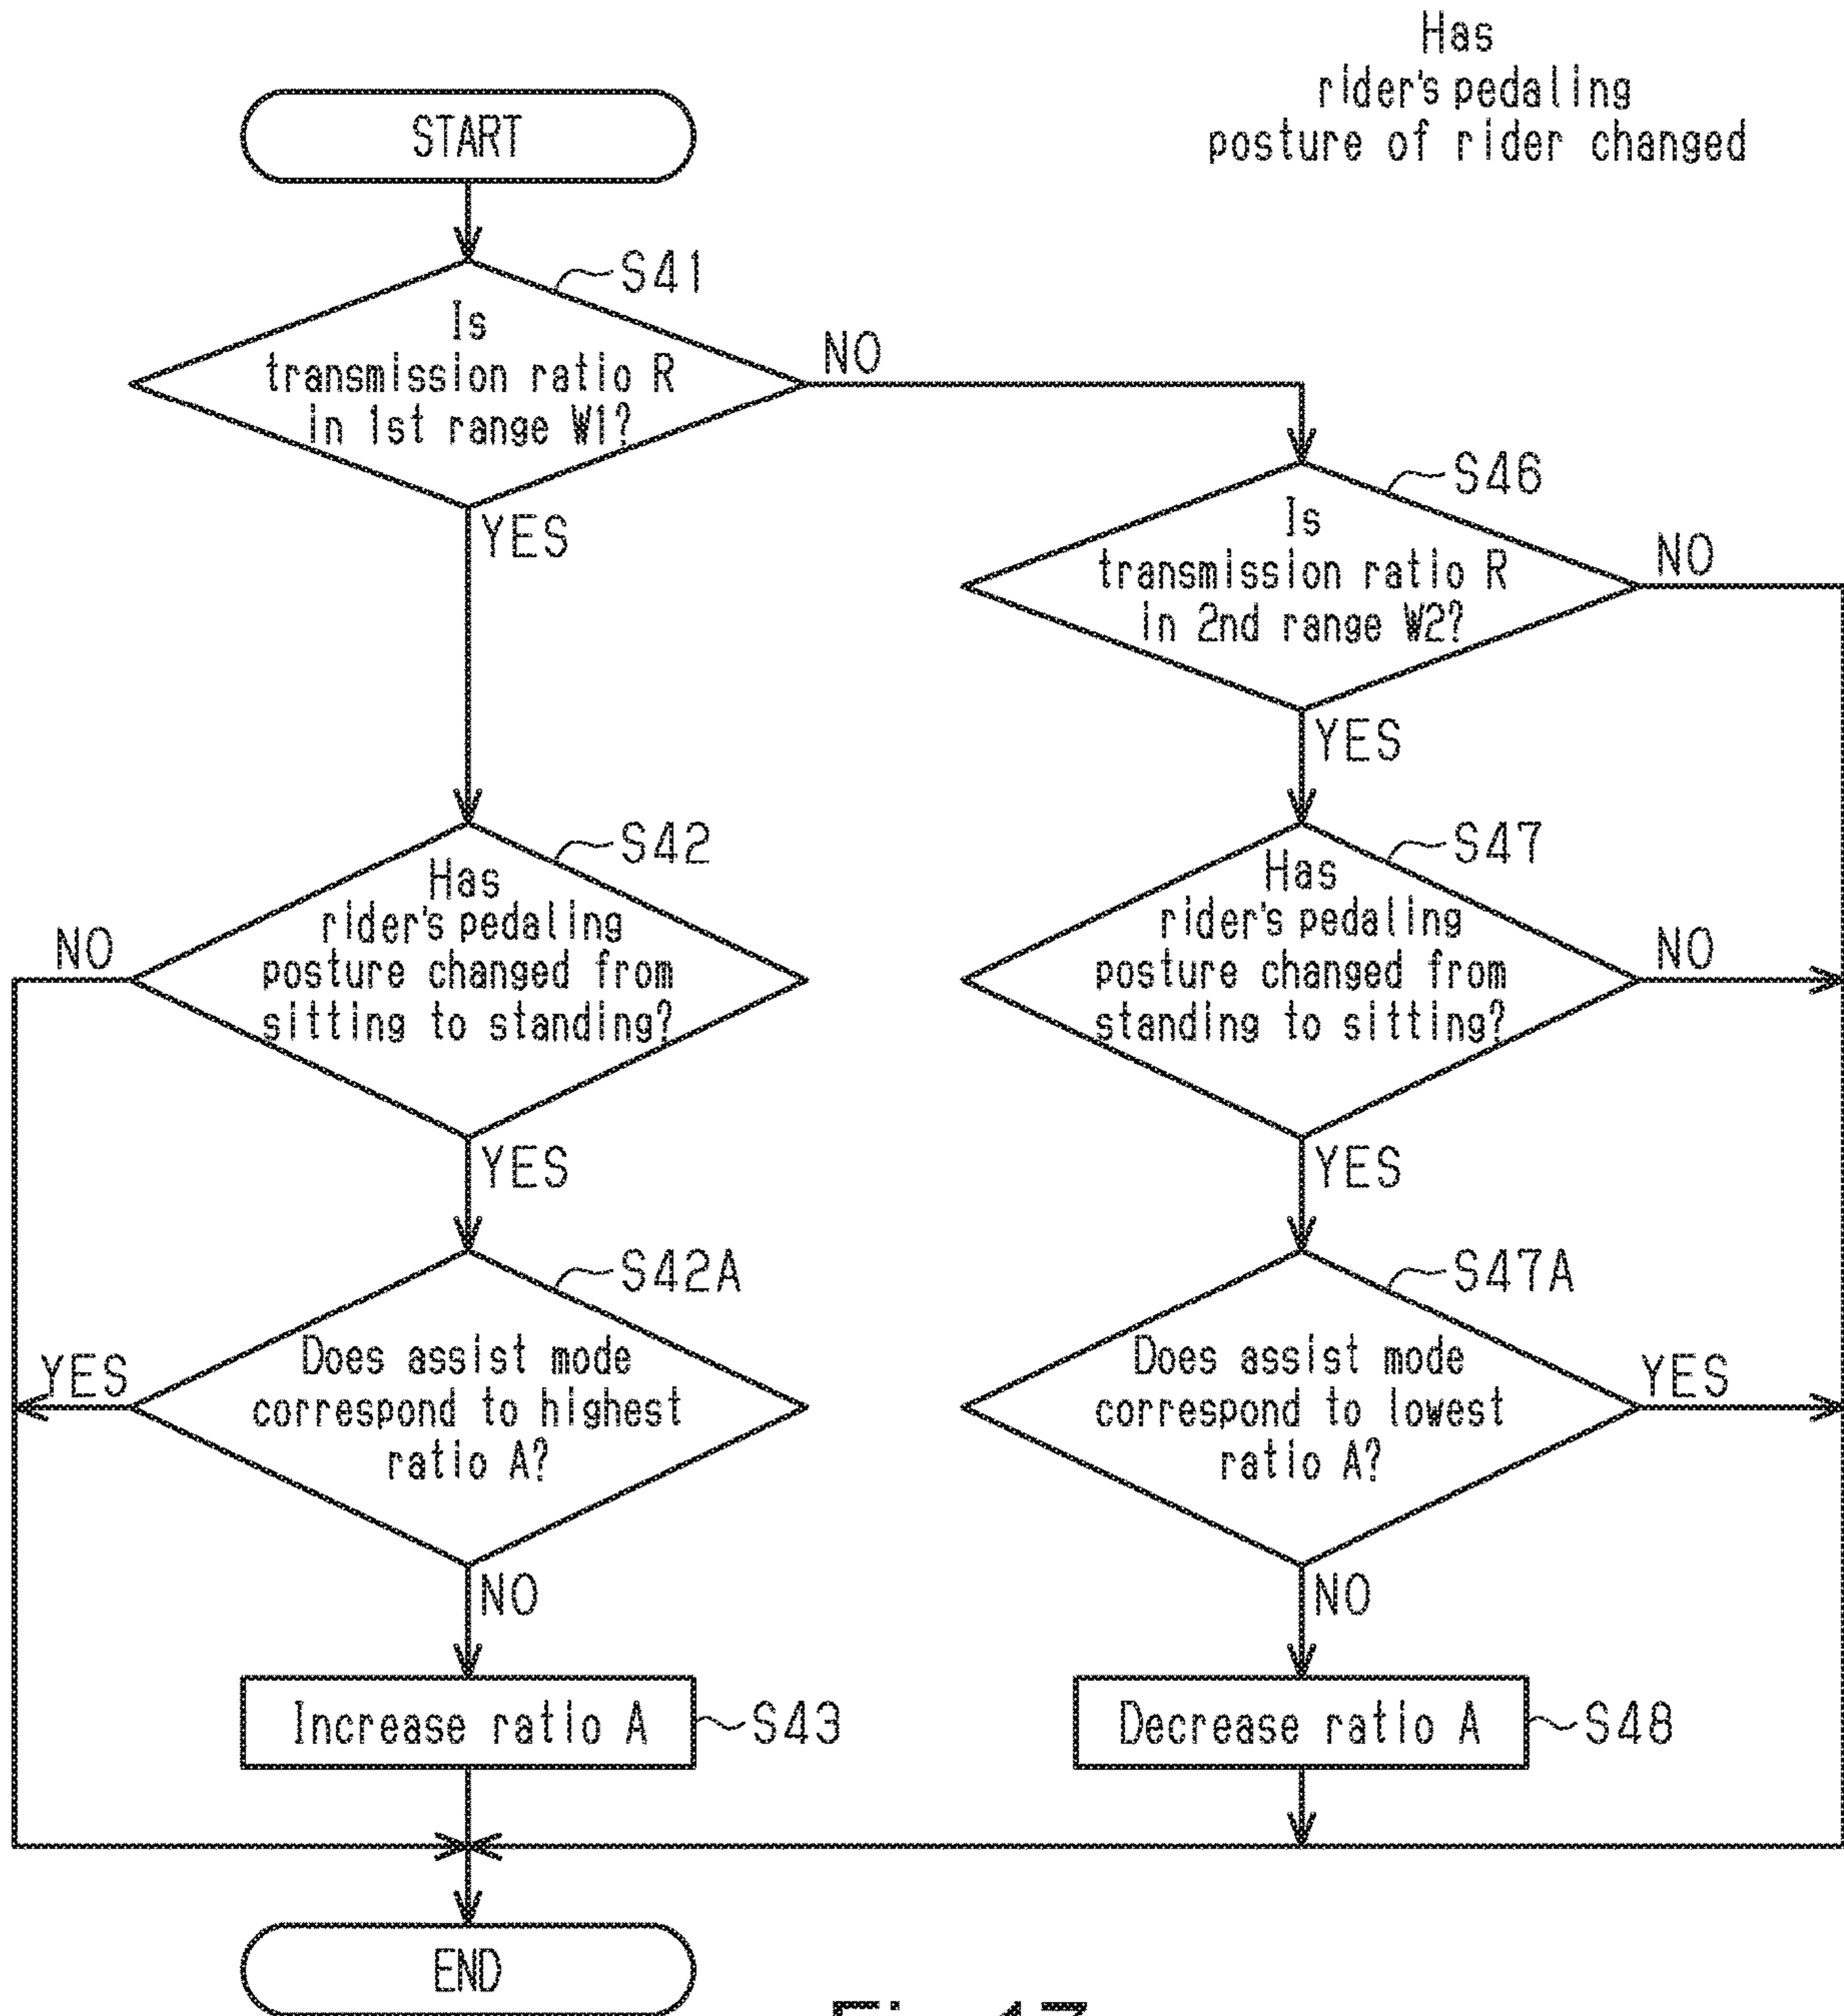 Has
rider's pedaling
posture of rider changed
START
S41
Is
transmission ratio R
in 1st range W1?
NO
YES
S46
Is
transmission ratio R
in 2nd range W2?
NO
YES
S42
Has
rider's pedaling
posture changed from
sitting to standing?
NO
YES
S47
Has
rider's pedaling
posture changed from
standing to sitting?
NO
YES
S42A
Does assist mode
correspond to highest
ratio A?
YES
NO
S47A
Does assist mode
correspond to lowest
ratio A?
YES
NO
Increase ratio A
S43
Decrease ratio A
S48
END